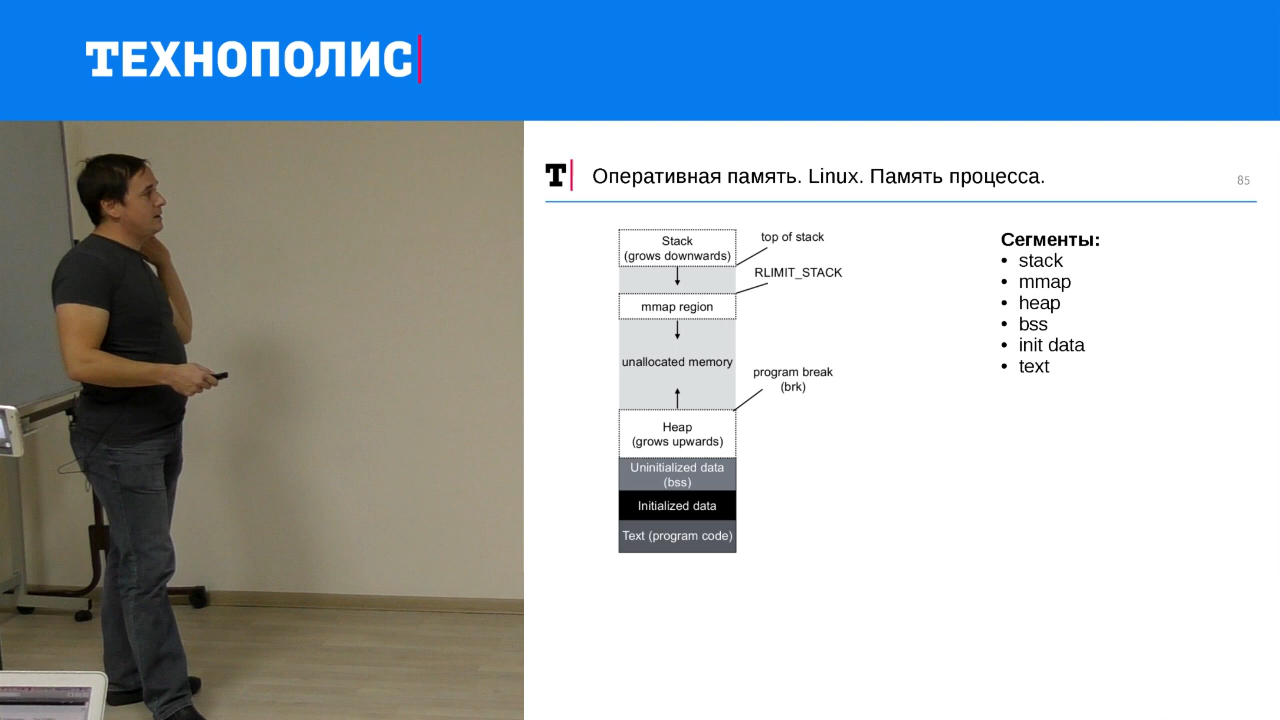 ТЕХНОПОЛИС
T
Оперативная память. Linux. Память процесса.
85
Stack
(grows downwards)
top of stack
RLIMIT_STACK
mmap region
unallocated memory
program break
(brk)
Heap
(grows upwards)
Uninitialized data
(bss)
Initialized data
Text (program code)
Сегменты:
• stack
• mmap
• heap
• bss
• init data
• text